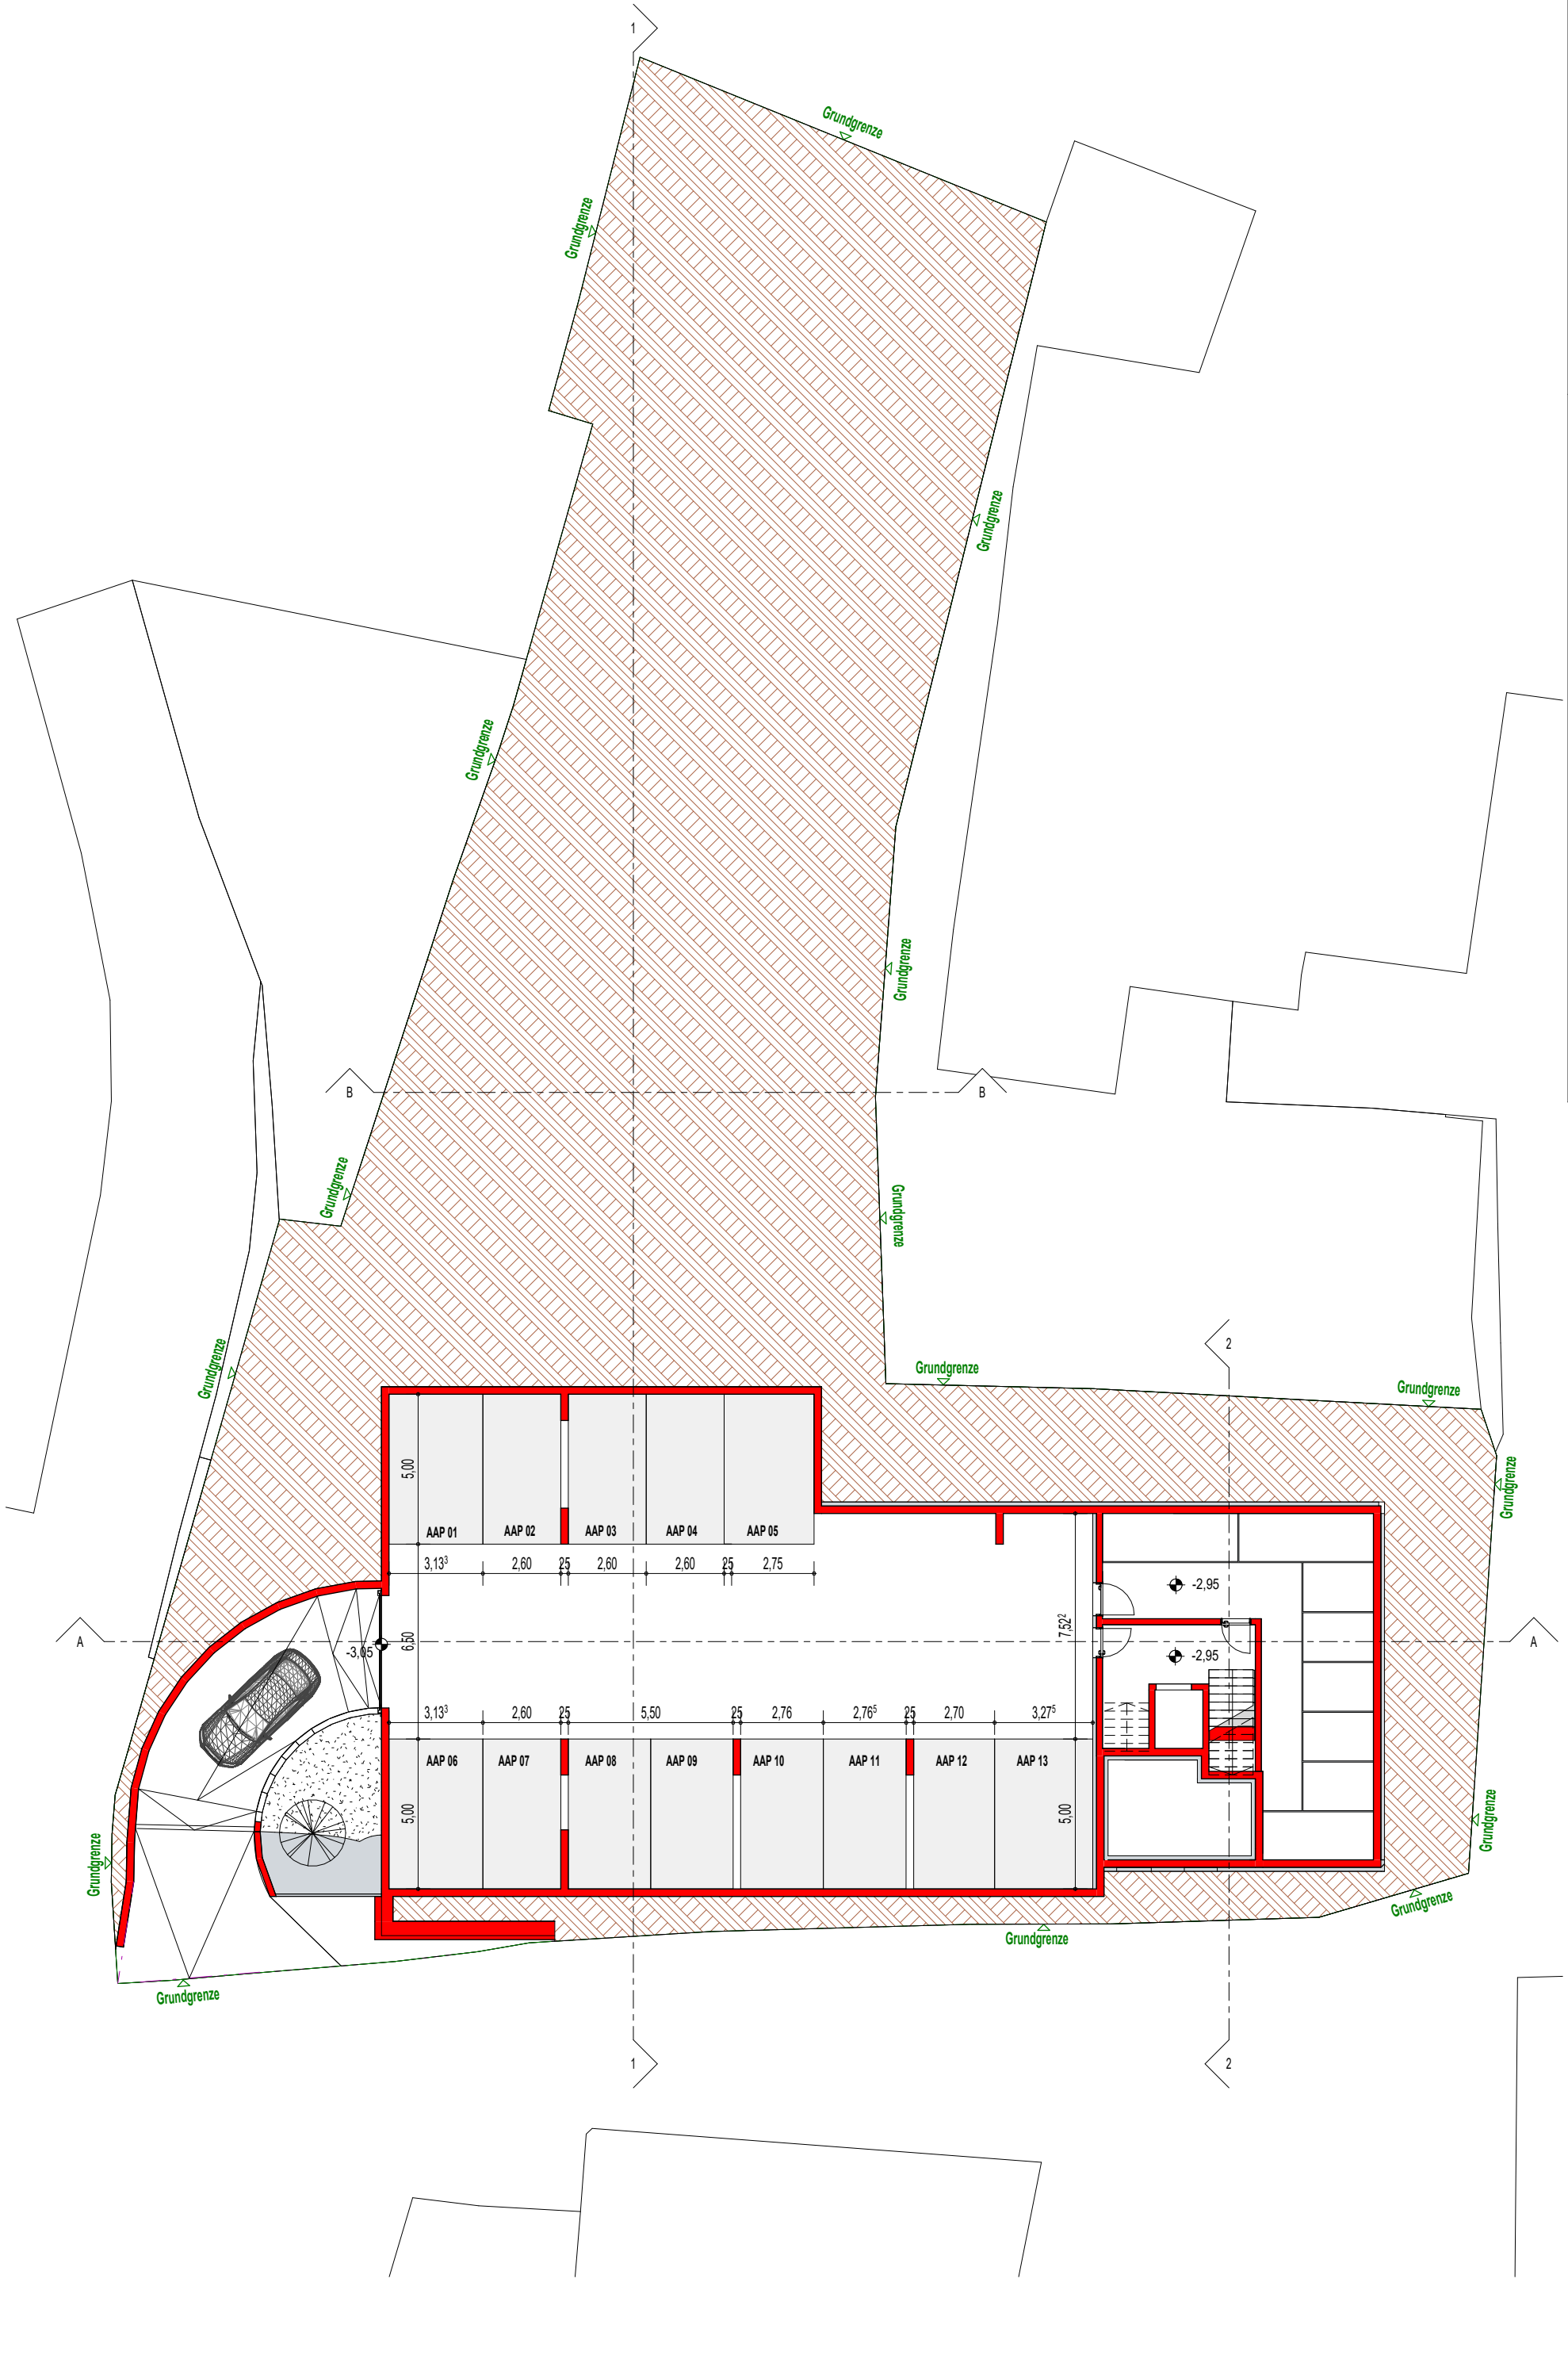 1
Grundgrenze
Grundgrenze
Grundgrenze
Grundgrenze
Grundgrenze
B
B
Grundgrenze
Grundgrenze
2
Grundgrenze
Grundgrenze
Grundgrenze
5,00
Grundgrenze
AAP 01
AAP 02
AAP 03
AAP 04
AAP 05
3,13³
2,60
25
2,60
2,60
25
2,75
-2,95
7,52²
A
-3,05
6,50
A
-2,95
3,13³
2,60
25
5,50
25
2,76
2,76⁵
25
2,70
3,27⁵
AAP 06
AAP 07
AAP 08
AAP 09
AAP 10
AAP 11
AAP 12
AAP 13
5,00
5,00
Grundgrenze
Grundgrenze
Grundgrenze
Grundgrenze
Grundgrenze
1
2